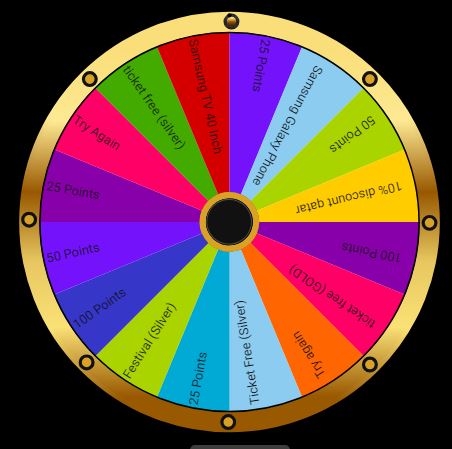 25 Points
Samsung Galaxy Phone
50 Points
10% discount qatar
100 Points
ticket free (GOLD)
Try again
Ticket Free (Silver)
25 Points
Festival (Silver)
100 Points
50 Points
25 Points
Try Again
ticket free (silver)
Samsung TV 40 inch